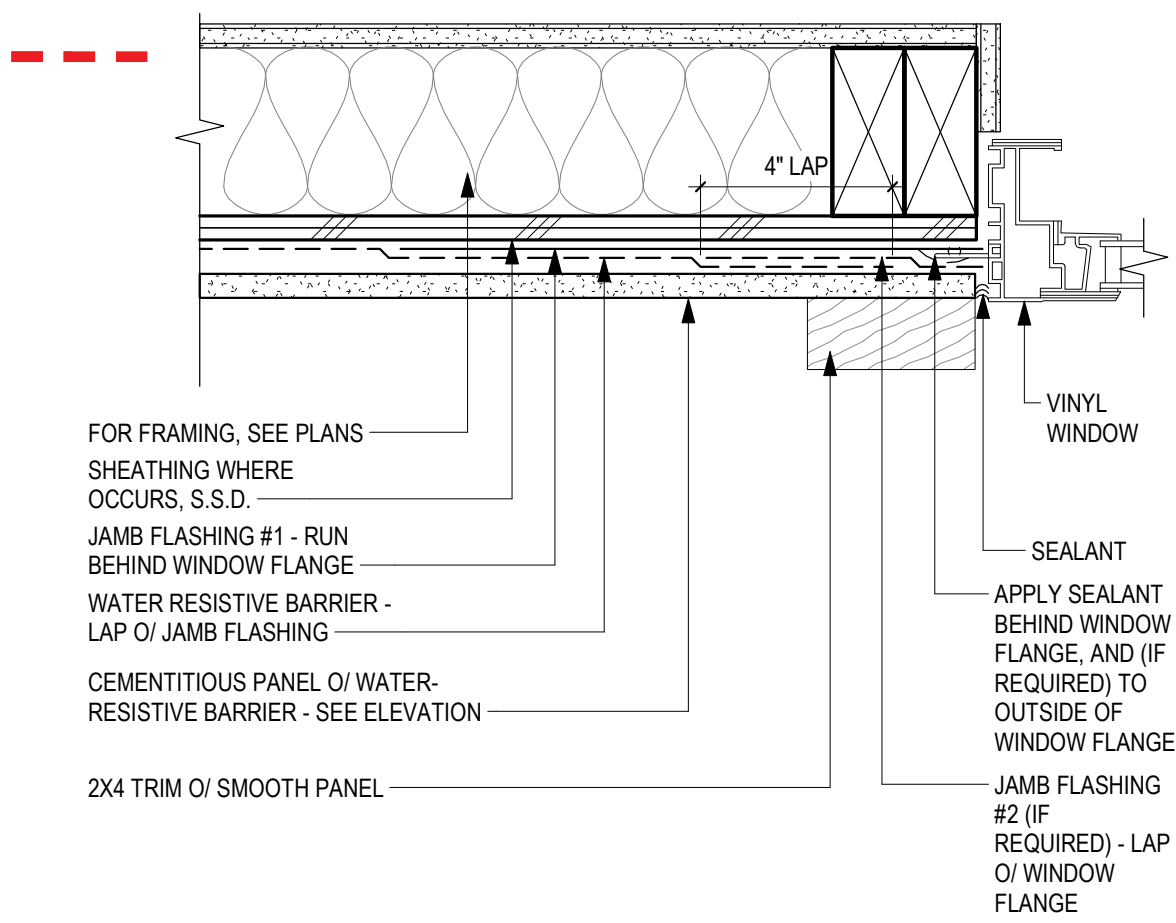 4" LAP
FOR FRAMING, SEE PLANS
SHEATHING WHERE
OCCURS, S.S.D.
JAMB FLASHING #1 - RUN
BEHIND WINDOW FLANGE
WATER RESISTIVE BARRIER -
LAP O/ JAMB FLASHING
CEMENTITIOUS PANEL O/ WATER-
RESISTIVE BARRIER - SEE ELEVATION
2X4 TRIM O/ SMOOTH PANEL
VINYL
WINDOW
SEALANT
APPLY SEALANT
BEHIND WINDOW
FLANGE, AND (IF
REQUIRED) TO
OUTSIDE OF
WINDOW FLANGE
JAMB FLASHING
#2 (IF
REQUIRED) - LAP
O/ WINDOW
FLANGE